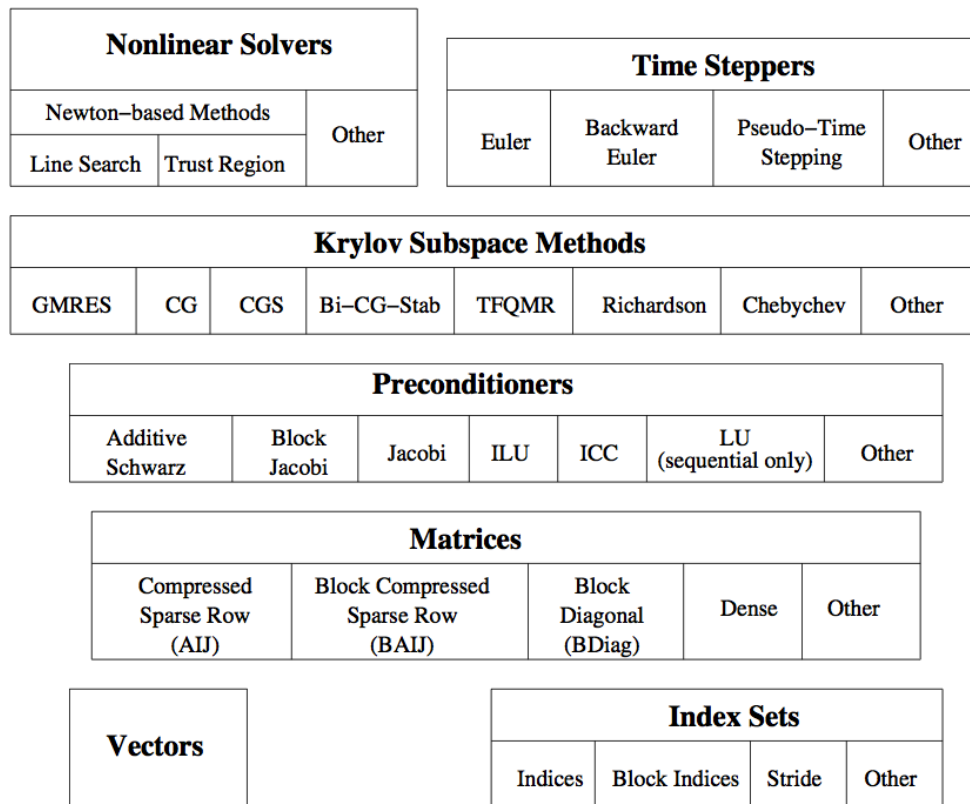 Nonlinear Solvers
Newton−based Methods
Other
Line Search
Trust Region
Time Steppers
Euler
Backward
Euler
Pseudo−Time
Stepping
Other
Krylov Subspace Methods
GMRES
CG
CGS
Bi−CG−Stab
TFQMR
Richardson
Chebychev
Other
Preconditioners
Additive
Schwarz
Block
Jacobi
Jacobi
ILU
ICC
LU
(sequential only)
Other
Matrices
Compressed
Sparse Row
(AIJ)
Block Compressed
Sparse Row
(BAIJ)
Block
Diagonal
(BDiag)
Dense
Other
Vectors
Index Sets
Indices
Block Indices
Stride
Other